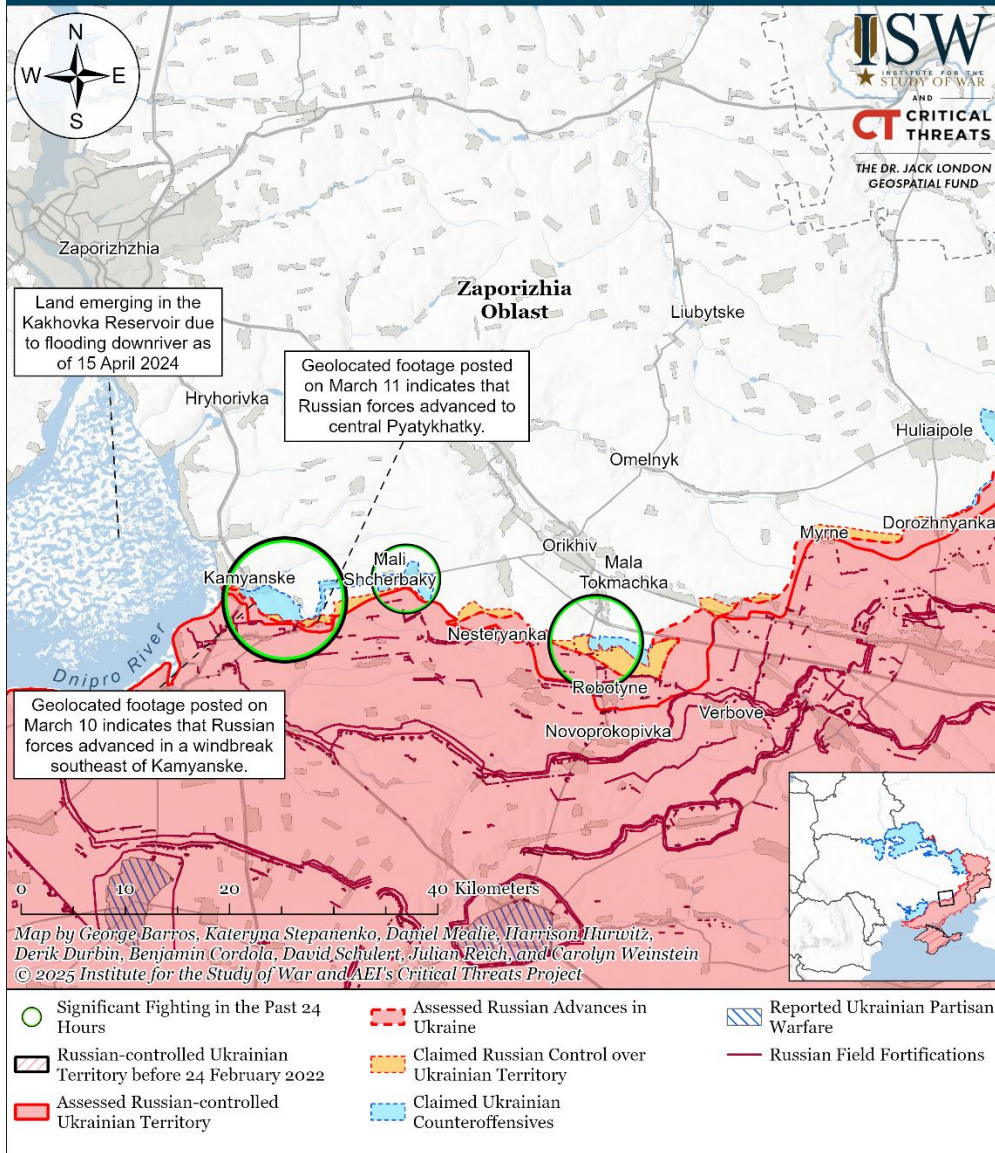 N
W E
S
ISW
INSTITUTE FOR THE
STUDY OF WAR
AND
CT CRITICAL
THREATS
THE DR. JACK LONDON
GEOSPATIAL FUND
Zaporizhzhia
Land emerging in the
Kakhovka Reservoir due
to flooding downriver as
of 15 April 2024
Zaporizhia
Oblast
Liubytske
Geolocated footage posted
on March 11 indicates that
Russian forces advanced to
central Pyatykhatky.
Hryhorivka
Huliaipole
Omelnyk
Dorozhnyanka
Myrne
Orikhiv
Mali
Shcherbaky
Mala
Tokmachka
Kamyanske
Nesteryanka
Dnipro River
Robotyne
Geolocated footage posted
on March 10 indicates that
Russian forces advanced in a windbreak
southeast of Kamyanske.
Verbove
Novoprokopivka
0 10 20 40 Kilometers
Map by George Barros, Kateryna Stepanenko, Daniel Mealie, Harrison Hurwitz,
Derik Durbin, Benjamin Cordola, David Schulert, Julian Reich, and Carolyn Weinstein
© 2025 Institute for the Study of War and AEI's Critical Threats Project
Significant Fighting in the Past 24
Hours
Russian-controlled Ukrainian
Territory before 24 February 2022
Assessed Russian-controlled
Ukrainian Territory
Assessed Russian Advances in
Ukraine
Claimed Russian Control over
Ukrainian Territory
Claimed Ukrainian
Counteroffensives
Reported Ukrainian Partisan
Warfare
Russian Field Fortifications